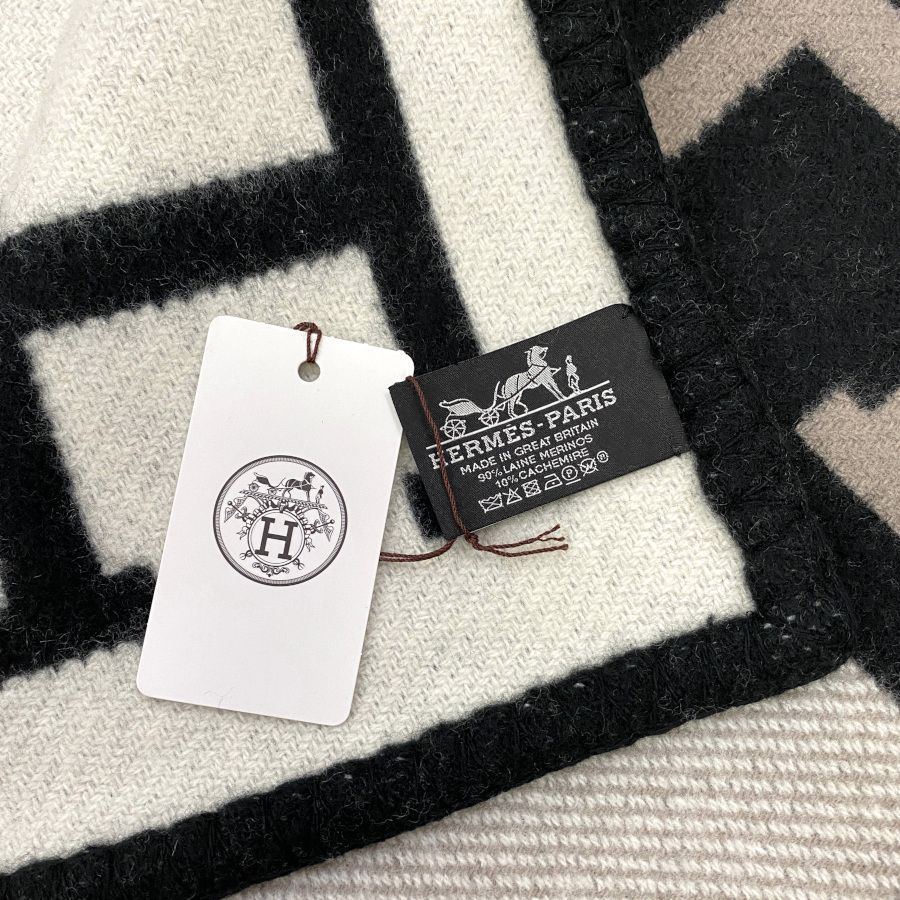 H
HERMÈS-PARIS
MADE IN GREAT BRITAIN
90% LAINE MERINOS
10% CACHEMIRE
P
R